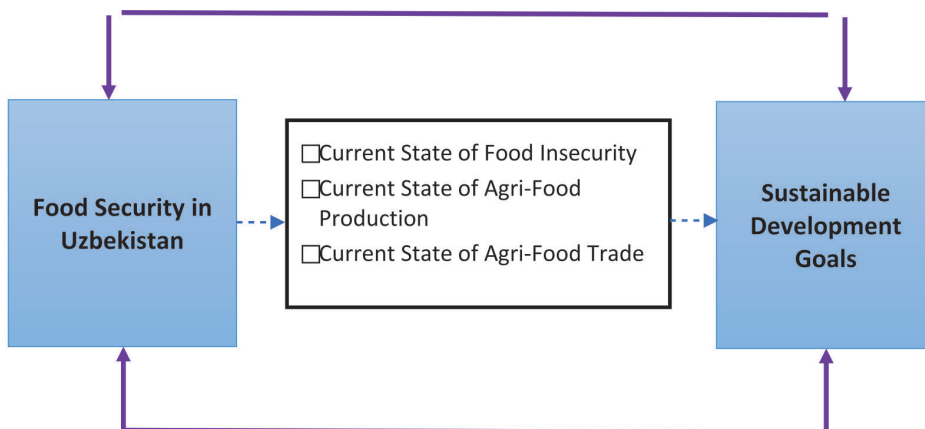 Food Security in
Uzbekistan
□Current State of Food Insecurity
□Current State of Agri-Food
Production
□Current State of Agri-Food Trade
Sustainable
Development
Goals